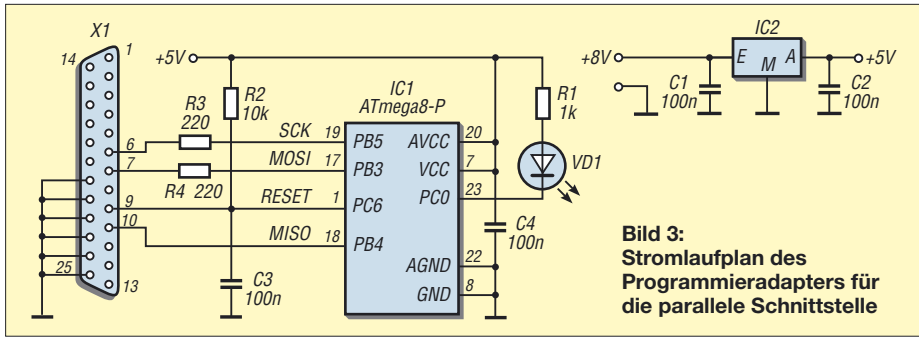 X1
1
14
6
7
9
10
25
13
+5V
R3
220
R4 220
R2
10k
C3
100n
SCK
MOSI
RESET
MISO
19
17
1
18
IC1
ATmega8-P
PB5
PB3
PC6
PB4
AVCC
VCC
PC0
AGND
GND
20
7
23
22
8
C4
100n
R1
1k
VD1
+8V
C1
100n
IC2
E M A
+5V
C2
100n
Bild 3:
Stromlaufplan des
Programmieradapters für
die parallele Schnittstelle